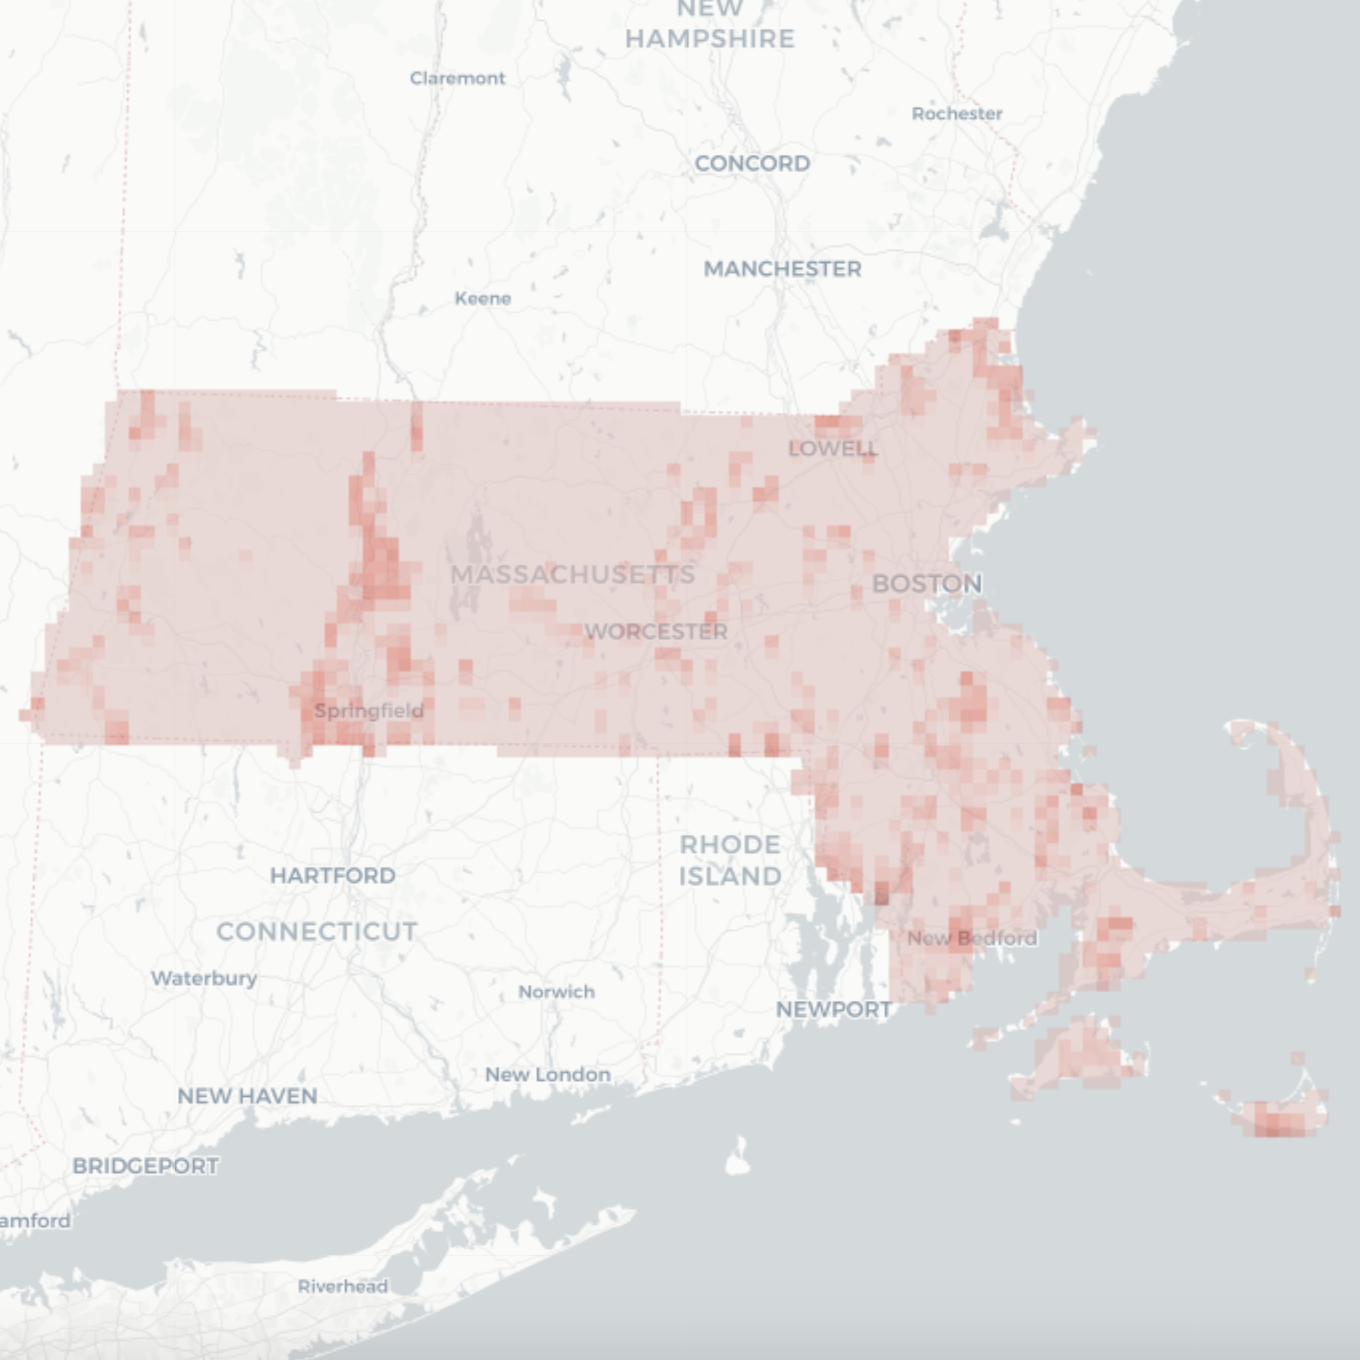 NEW
HAMPSHIRE
Claremont
Rochester
CONCORD
MANCHESTER
Keene
LOWELL
MASSACHUSETTS
BOSTON
WORCESTER
Springfield
RHODE
ISLAND
HARTFORD
CONNECTICUT
New Bedford
Waterbury
Norwich
NEWPORT
New London
NEW HAVEN
BRIDGEPORT
amford
Riverhead